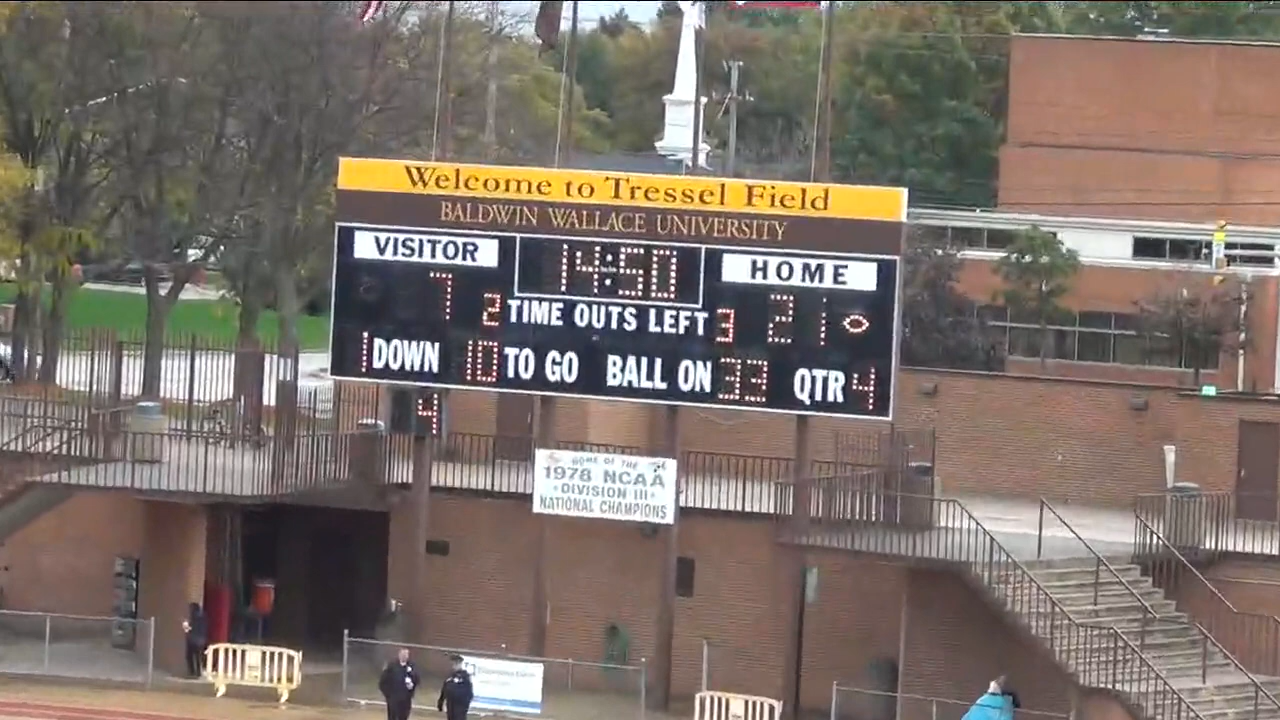 Welcome to Tressel Field
BALDWIN WALLACE UNIVERSITY
VISITOR 14:50 HOME
7 2 TIME OUTS LEFT 3 21
1 DOWN 10 TO GO BALL ON 33 QTR 4
4
HOME OF THE
1978 NCAA
DIVISION III
NATIONAL CHAMPIONS